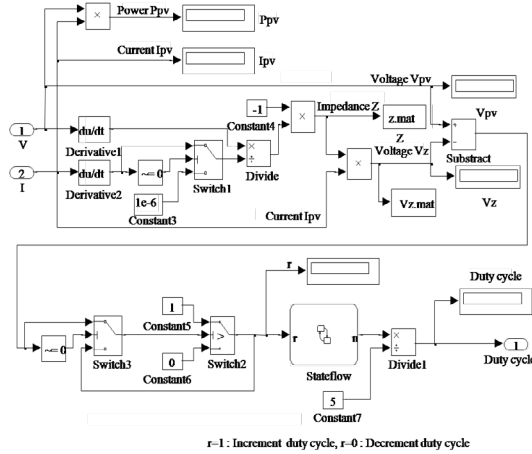 Power Ppv
Ppv
Current Ipv
Ipv
Voltage Vpv
-1
Constant4
Impedance Z
z.mat
Z
Vpv
1
V
du/dt
Derivative1
Voltage Vz
Substract
2
I
du/dt
Derivative2
~= 0
Switch1
Divide
1e-6
Constant3
Current Ipv
Vz.mat
Vz
r
Duty cycle
1
Constant5
~= 0
Switch3
>
Switch2
r
n
Stateflow
Divide1
1
Duty cycle
0
Constant6
5
Constant7
r–1 : Increment duty cycle, r–0 : Decrement duty cycle